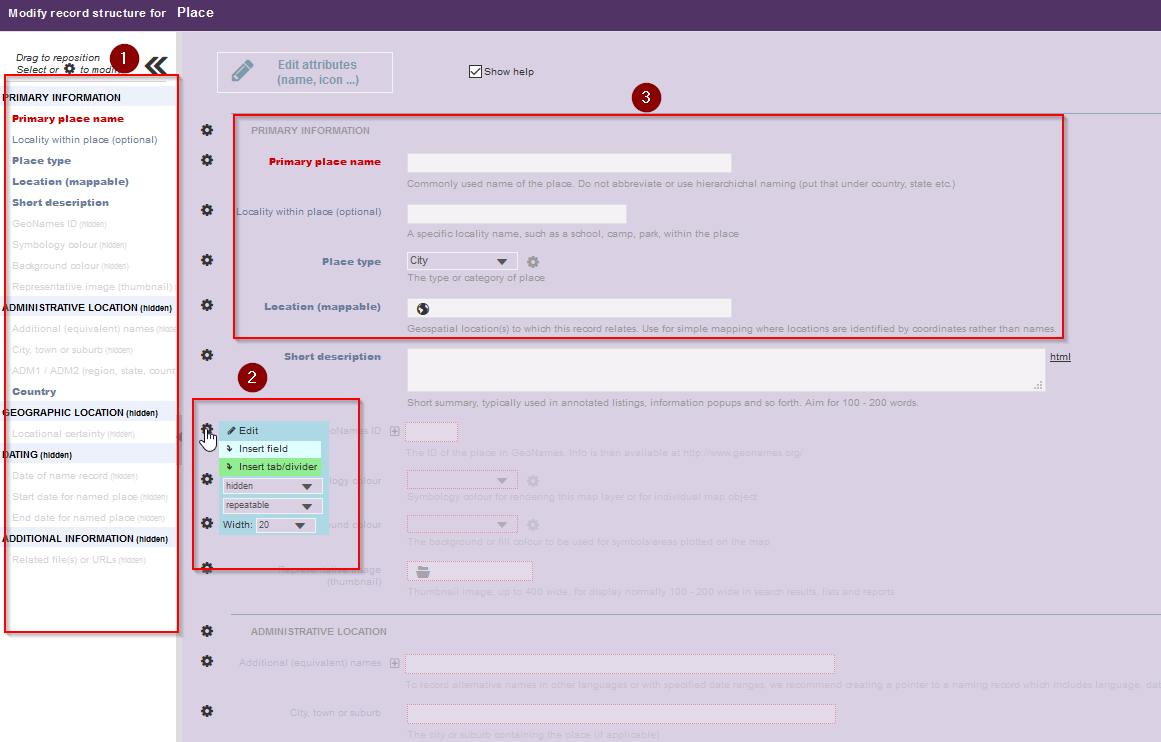 Modify record structure for Place
Drag to reposition
Select or to modify
1
PRIMARY INFORMATION
Primary place name
Locality within place (optional)
Place type
Location (mappable)
Short description
GeoNames ID (hidden)
Symbology colour (hidden)
Background colour (hidden)
Representative image (thumbnail)
ADMINISTRATIVE LOCATION (hidden)
Additional (equivalent) names (hidde
City, town or suburb (hidden)
ADM1 / ADM2 (region, state, count
Country
GEOGRAPHIC LOCATION (hidden)
Locational certainty (hidden)
DATING (hidden)
Date of name record (hidden)
Start date for named place (hidden)
End date for named place (hidden)
ADDITIONAL INFORMATION (hidden)
Related file(s) or URLs (hidden)
Edit attributes
(name, icon ...)
Show help
3
PRIMARY INFORMATION
Primary place name
Commonly used name of the place. Do not abbreviate or use hierarchichal naming (put that under country, state etc.)
Locality within place (optional)
A specific locality name, such as a school, camp, park, within the place
Place type City
The type or category of place
Location (mappable)
Geospatial location(s) to which this record relates. Use for simple mapping where locations are identified by coordinates rather than names.
Short description html
Short summary, typically used in annotated listings, information popups and so forth. Aim for 100 - 200 words.
2
Edit
Insert field
Insert tab/divider
hidden
repeatable
Width: 20
oNames ID
The ID of the place in GeoNames. Info is then available at http://www.geonames.org/
ogy colour
Symbology colour for rendering this map layer or for individual map object
und colour
The background or fill colour to be used for symbols/areas plotted on the map
Representative image
(thumbnail)
Thumbnail image, up to 400 wide, for display normally 100 - 200 wide in search results, lists and reports.
ADMINISTRATIVE LOCATION
Additional (equivalent) names
To record alternative names in other languages or with specified date ranges, we recommend creating a pointer to a naming record which includes language, dat
City, town or suburb
The city or suburb containing the place (if applicable)